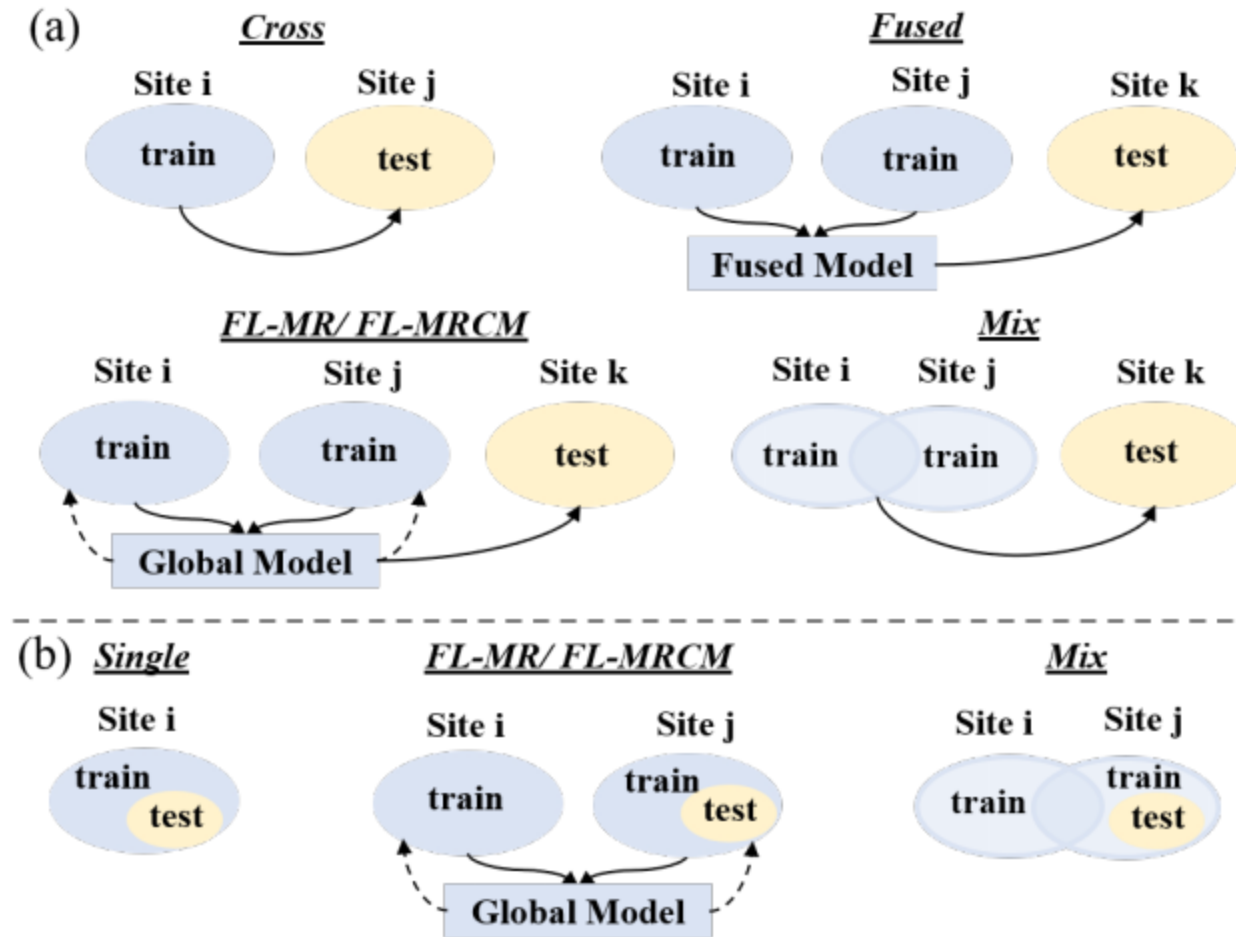 (a)
Cross
Site i
Site j
train
test
Fused
Site i
Site j
Site k
train
train
test
Fused Model
FL-MR/ FL-MRCM
Site i
Site j
Site k
train
train
test
Global Model
Mix
Site i
Site j
Site k
train
train
test
(b)
Single
Site i
train
test
FL-MR/ FL-MRCM
Site i
Site j
train
train
test
Global Model
Mix
Site i
Site j
train
train
test